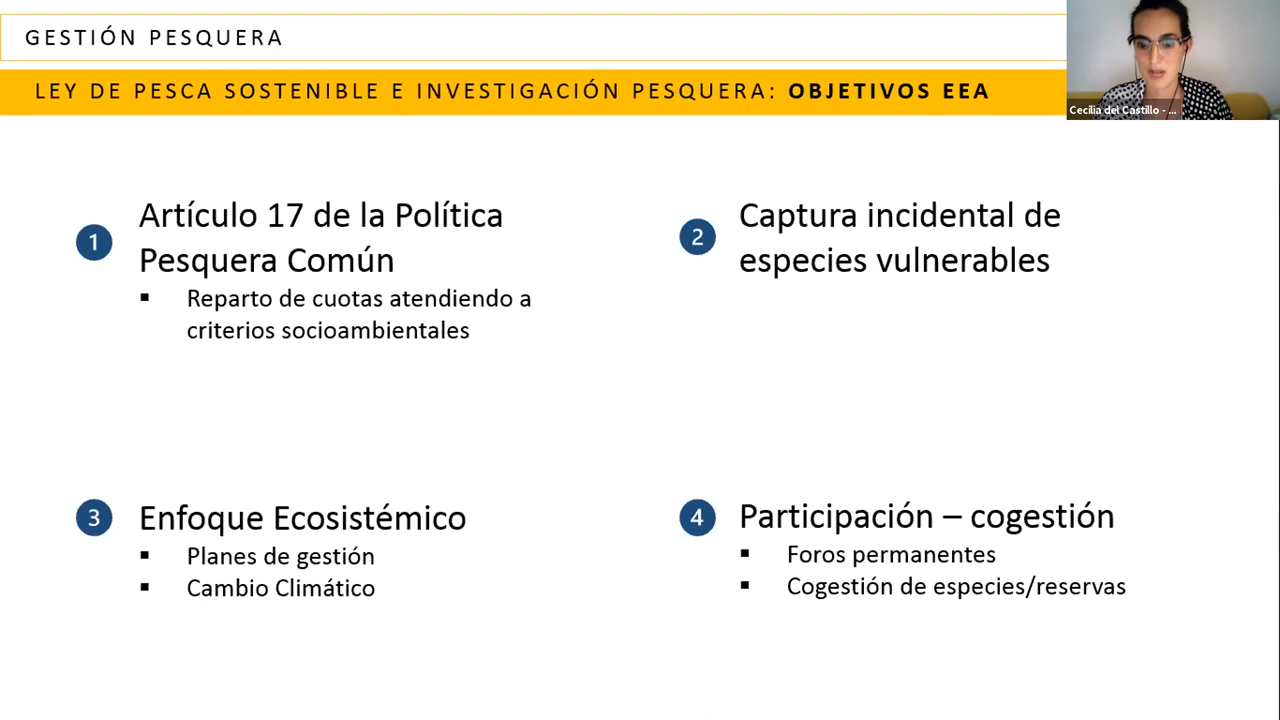 GESTIÓN PESQUERA
LEY DE PESCA SOSTENIBLE E INVESTIGACIÓN PESQUERA: OBJETIVOS EEA
Cecilia del Castillo - ...
1
Artículo 17 de la Política
Pesquera Común
▪ Reparto de cuotas atendiendo a
criterios socioambientales
2
Captura incidental de
especies vulnerables
3
Enfoque Ecosistémico
▪ Planes de gestión
▪ Cambio Climático
4
Participación – cogestión
▪ Foros permanentes
▪ Cogestión de especies/reservas